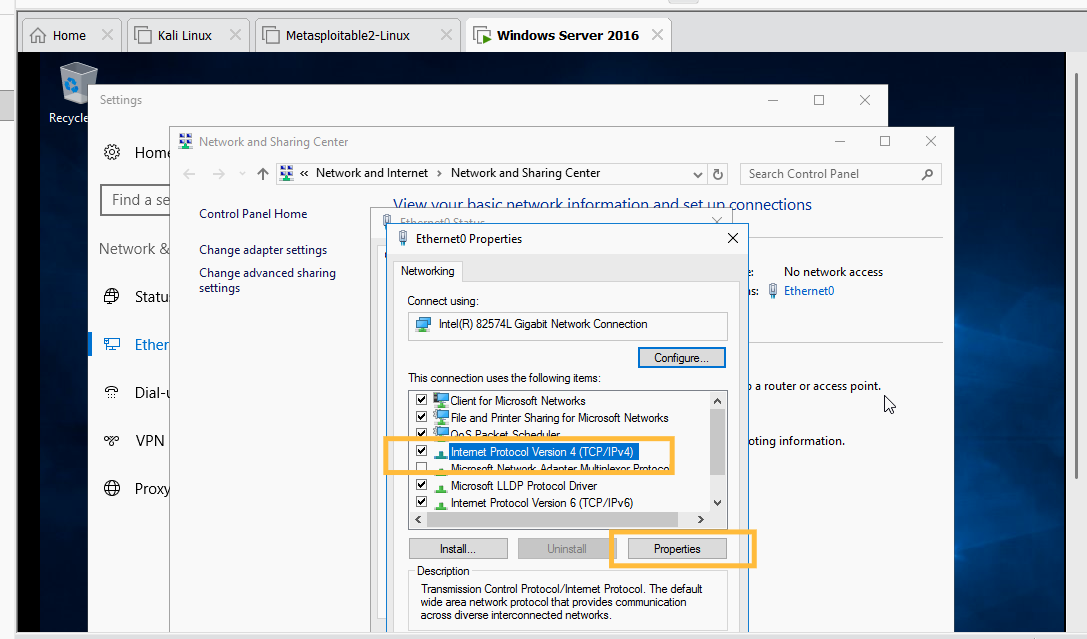 Home
Kali Linux
Metasploitable2-Linux
Windows Server 2016
Recycle
Settings
Home
Find a se
Network &
Status
Ether
Dial-u
VPN
Proxy
Network and Sharing Center
« Network and Internet › Network and Sharing Center
Search Control Panel
Control Panel Home
Change adapter settings
Change advanced sharing
settings
View your basic network information and set up connections
No network access
Ethernet0
o a router or access point.
oting information.
Ethernet0 Status
Ethernet0 Properties
Networking
Connect using:
Intel(R) 82574L Gigabit Network Connection
Configure...
This connection uses the following items:
Client for Microsoft Networks
File and Printer Sharing for Microsoft Networks
QoS Packet Scheduler
Internet Protocol Version 4 (TCP/IPv4)
Microsoft Network Adapter Multiplexor Protoco
Microsoft LLDP Protocol Driver
Internet Protocol Version 6 (TCP/IPv6)
Install...
Uninstall
Properties
Description
Transmission Control Protocol/Internet Protocol. The default
wide area network protocol that provides communication
across diverse interconnected networks.